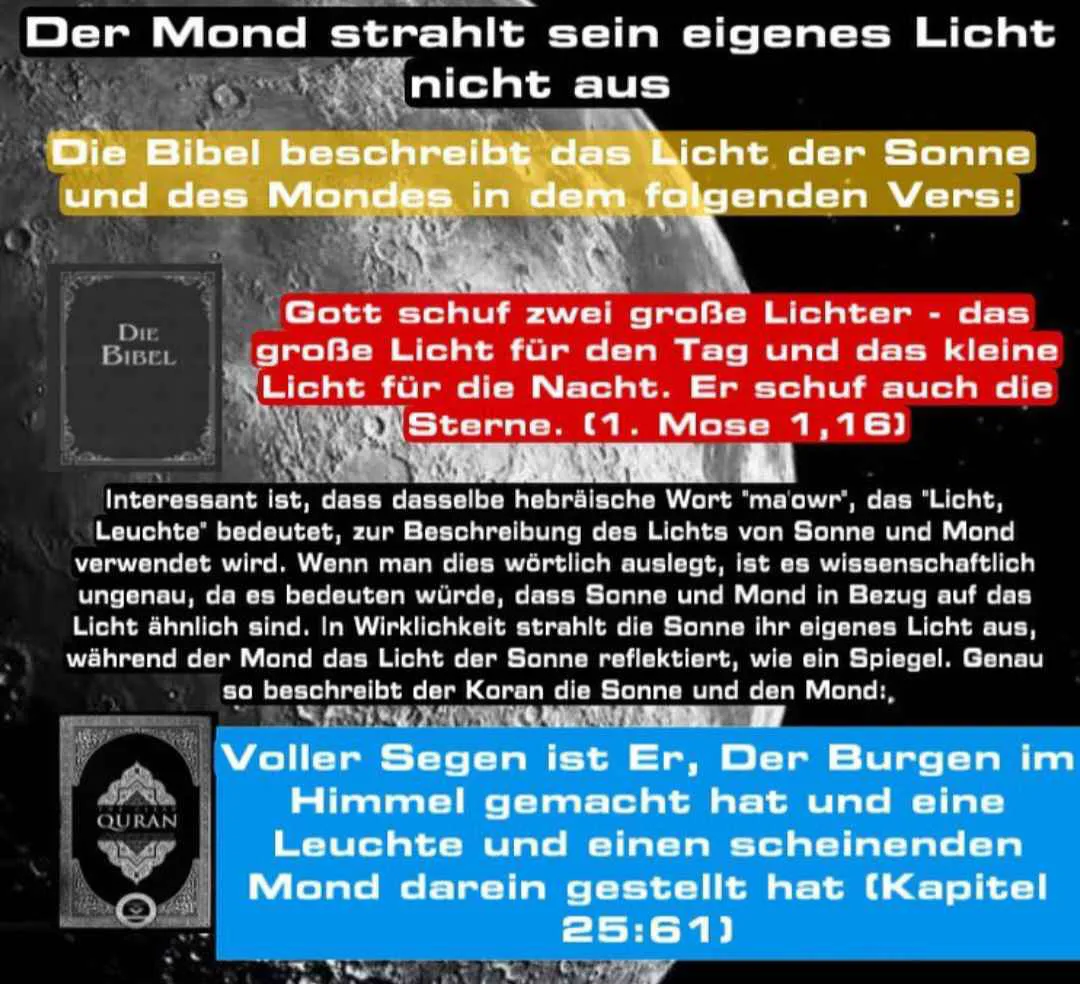 Der Mond strahlt sein eigenes Licht
nicht aus
Die Bibel beschreibt das Licht der Sonne
und des Mondes in dem folgenden Vers:
DIE
BIBEL
Gott schuf zwei große Lichter - das
große Licht für den Tag und das kleine
Licht für die Nacht. Er schuf auch die
Sterne. (1. Mose 1,16)
Interessant ist, dass dasselbe hebräische Wort "ma'owr", das "Licht,
Leuchte" bedeutet, zur Beschreibung des Lichts von Sonne und Mond
verwendet wird. Wenn man dies wörtlich auslegt, ist es wissenschaftlich
ungenau, da es bedeuten würde, dass Sonne und Mond in Bezug auf das
Licht ähnlich sind. In Wirklichkeit strahlt die Sonne ihr eigenes Licht aus,
während der Mond das Licht der Sonne reflektiert, wie ein Spiegel. Genau
so beschreibt der Koran die Sonne und den Mond:,
QURAN
Voller Segen ist Er, Der Burgen im
Himmel gemacht hat und eine
Leuchte und einen scheinenden
Mond darein gestellt hat (Kapitel
25:61)